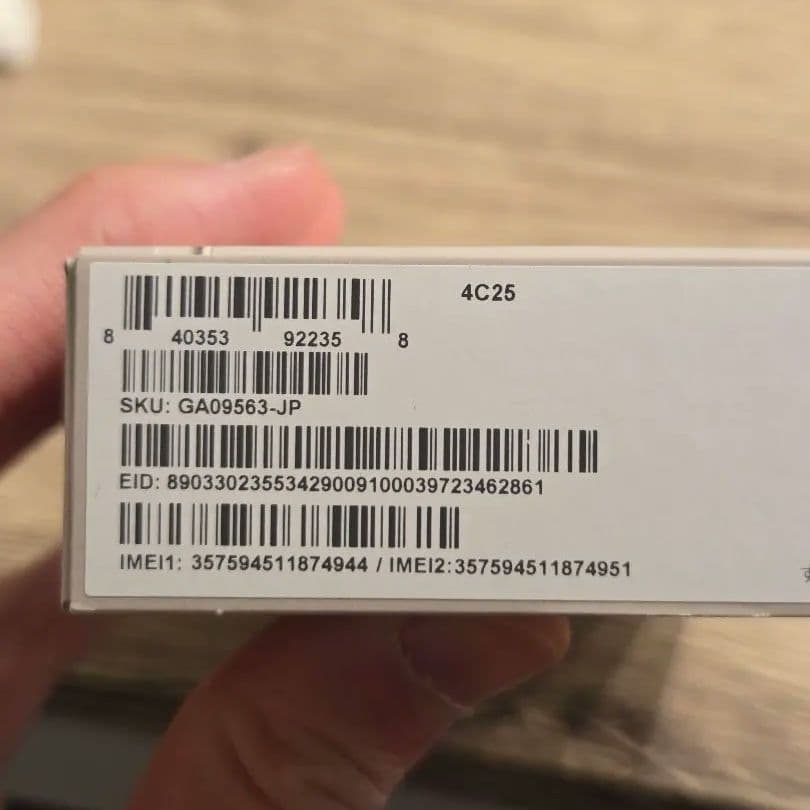 4C25
8 40353 92235 8
SKU: GA09563-JP
EID: 89033023553429009100039723462861
IMEI1: 357594511874944 / IMEI2:357594511874951